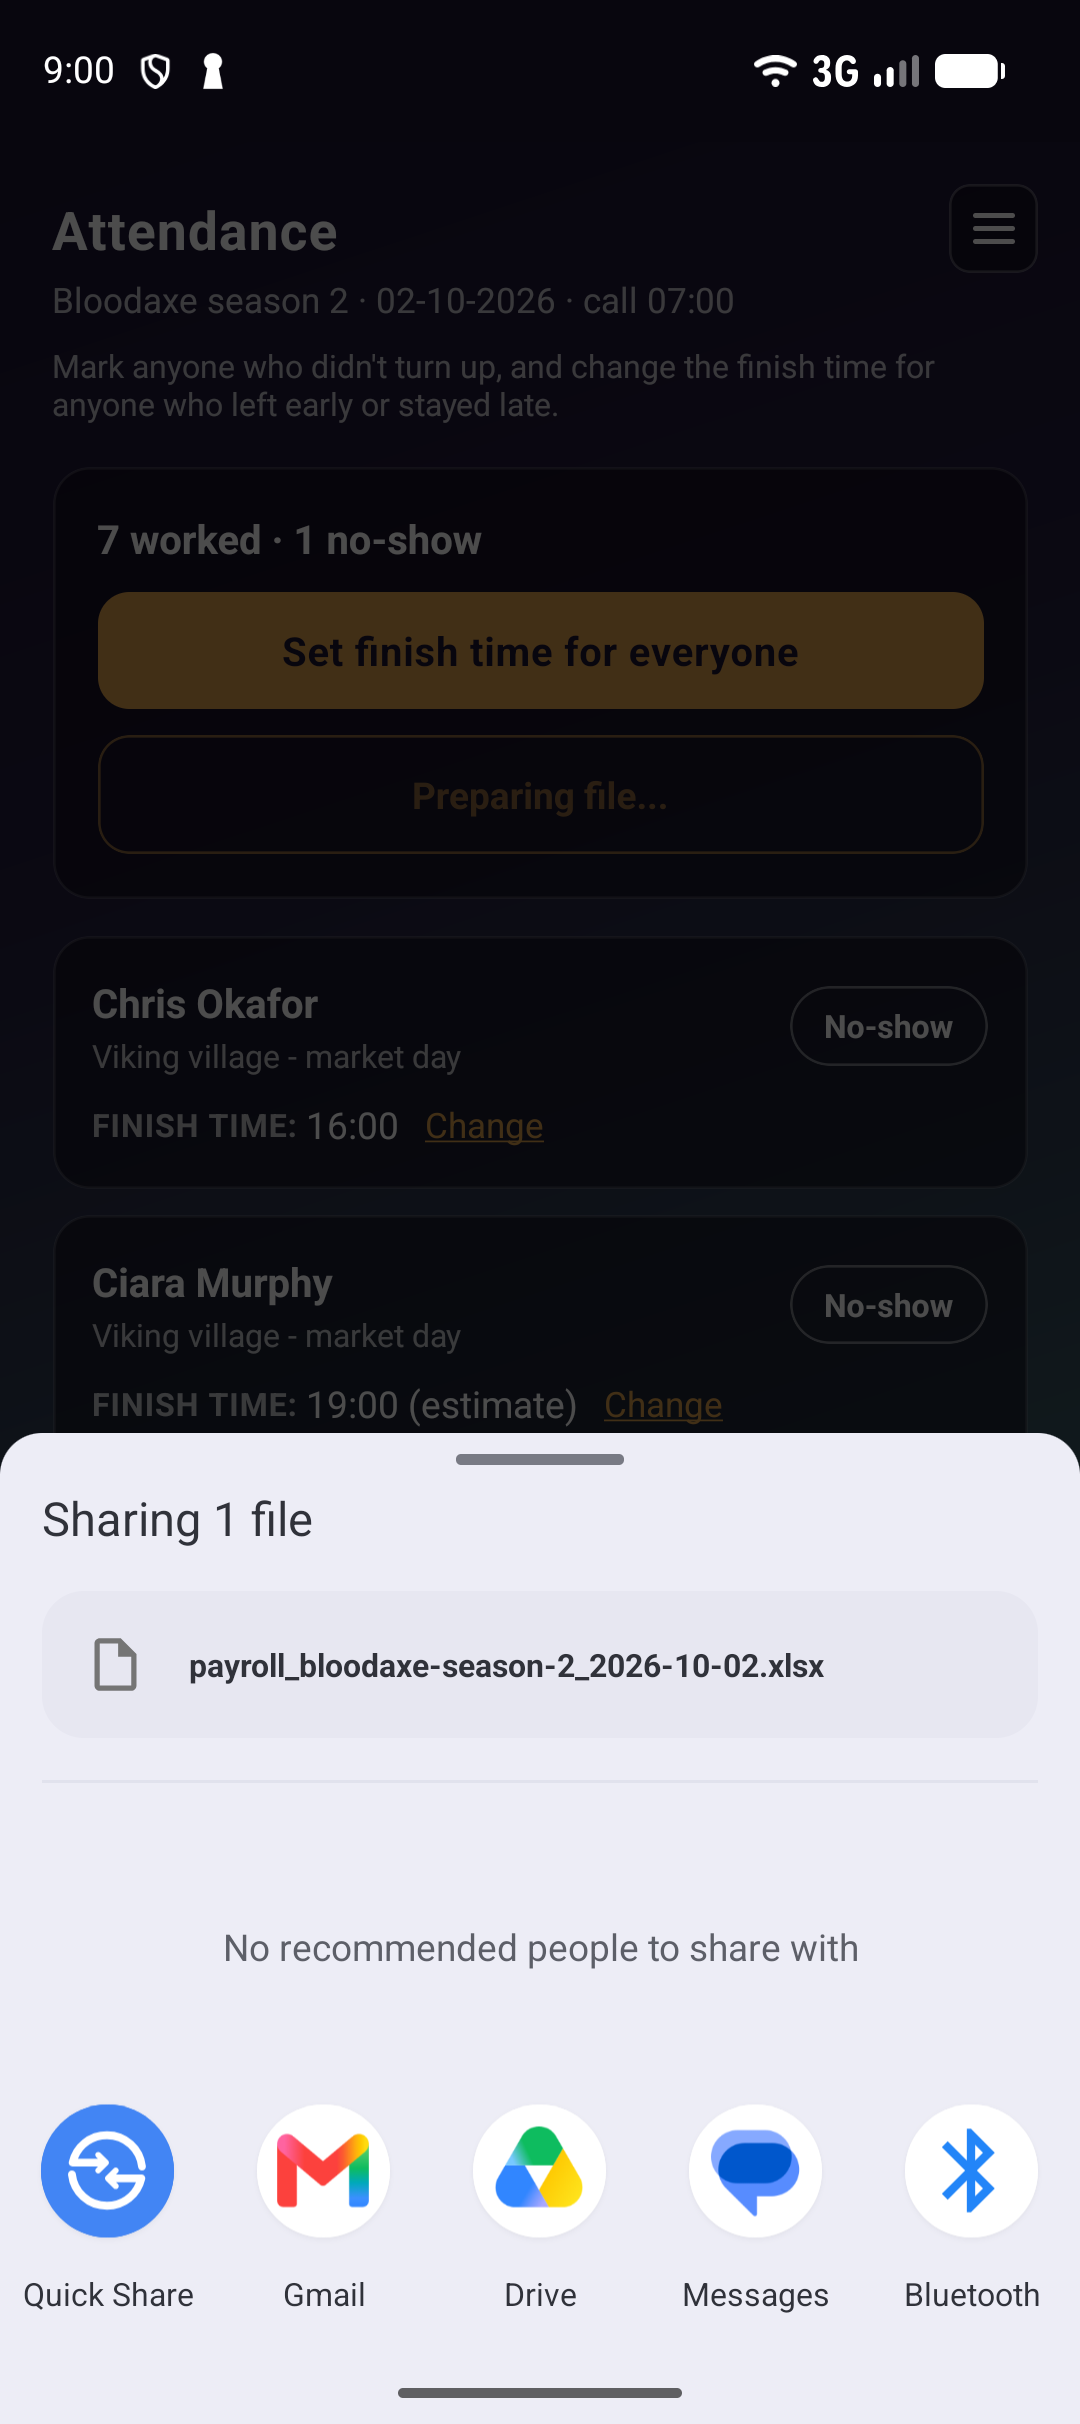 9:00
3G
Attendance
Bloodaxe season 2 · 02-10-2026 · call 07:00
Mark anyone who didn't turn up, and change the finish time for
anyone who left early or stayed late.
7 worked · 1 no-show
Set finish time for everyone
Preparing file...
Chris Okafor
No-show
Viking village - market day
FINISH TIME: 16:00 Change
Ciara Murphy
No-show
Viking village - market day
FINISH TIME: 19:00 (estimate) Change
Sharing 1 file
payroll_bloodaxe-season-2_2026-10-02.xlsx
No recommended people to share with
Quick Share
Gmail
Drive
Messages
Bluetooth